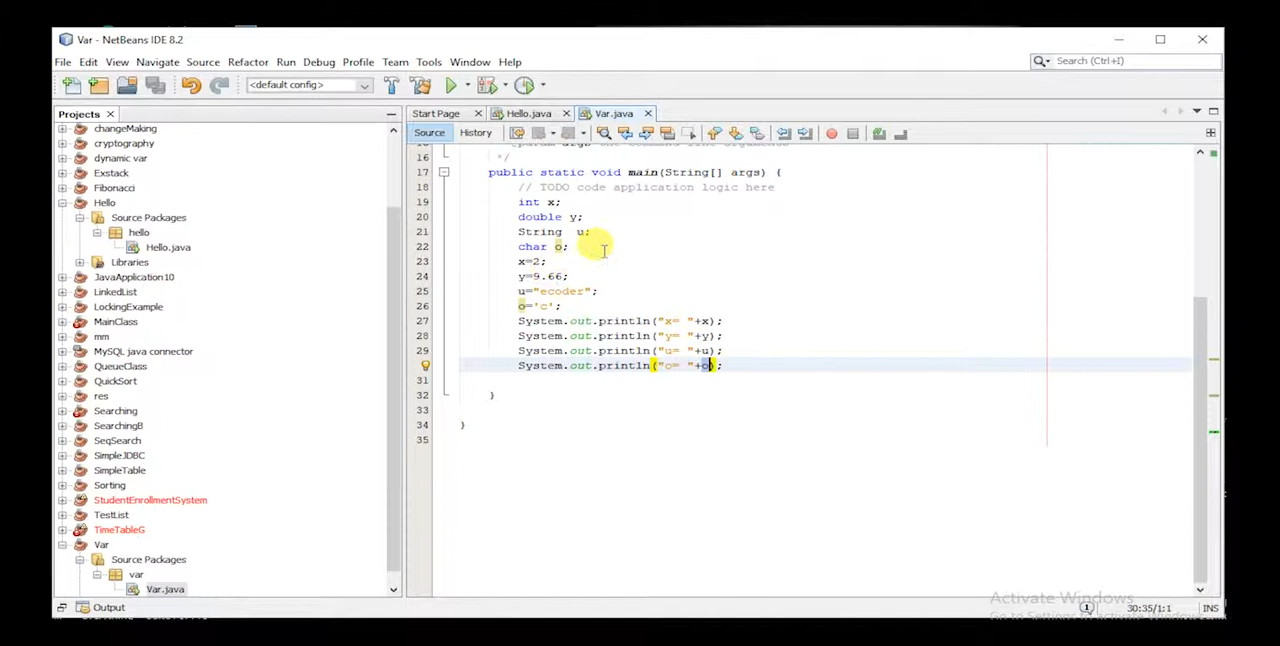 Var - NetBeans IDE 8.2
File Edit View Navigate Source Refactor Run Debug Profile Team Tools Window Help
Search (Ctrl+I)
<default config>
Projects
Start Page Hello.java Var.java
Source History
changeMaking
cryptography
dynamic var
Exstack
Fibonacci
Hello
Source Packages
hello
Hello.java
Libraries
JavaApplication10
LinkedList
LockingExample
MainClass
mm
MySQL java connector
QueueClass
QuickSort
res
Searching
SearchingB
SeqSearch
SimpleJDBC
SimpleTable
Sorting
StudentEnrollmentSystem
TestList
TimeTableG
Var
Source Packages
var
Var.java
16 */
17 public static void main(String[] args) {
18 // TODO code application logic here
19 int x;
20 double y;
21 String u;
22 char o;
23 x=2;
24 y=9.66;
25 u="ecoder";
26 o='c';
27 System.out.println("x= "+x);
28 System.out.println("y= "+y);
29 System.out.println("u= "+u);
System.out.println("o= "+o);
31
32 }
33
34 }
35
Activate Windows
Output
1 30:35/1:1 INS